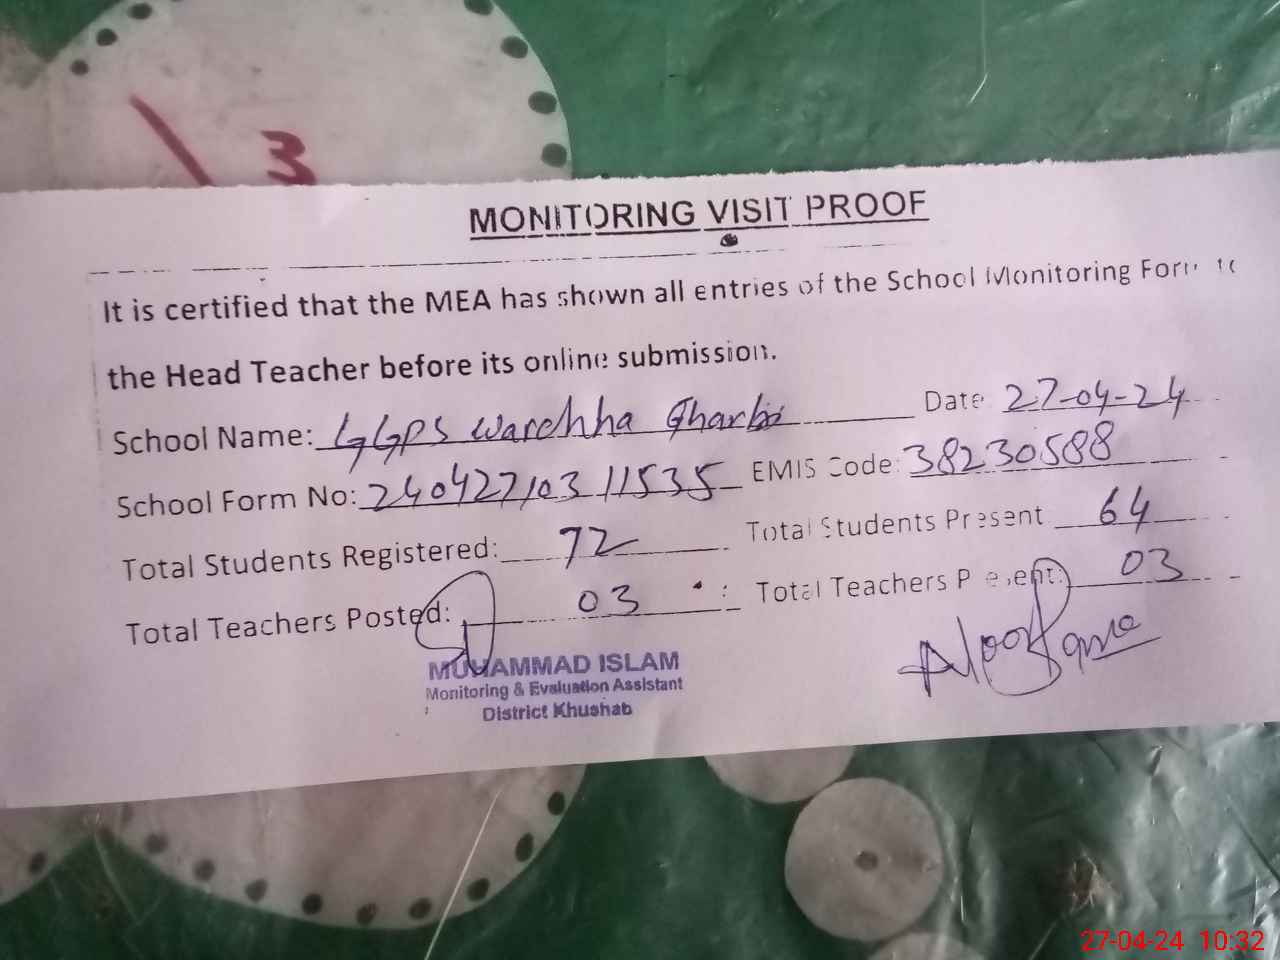 3
MONITORING VISIT PROOF
It is certified that the MEA has shown all entries of the School Monitoring Form to
the Head Teacher before its online submission.
School Name: GGPS Warchha Gharbi Date 27-04-24
School Form No: 24042710311535 EMIS Code: 38230588
Total Students Registered: 72 Total Students Present 64
Total Teachers Posted: 03 Total Teachers Present: 03
MUHAMMAD ISLAM
Monitoring & Evaluation Assistant
District Khushab
27-04-24 10:32